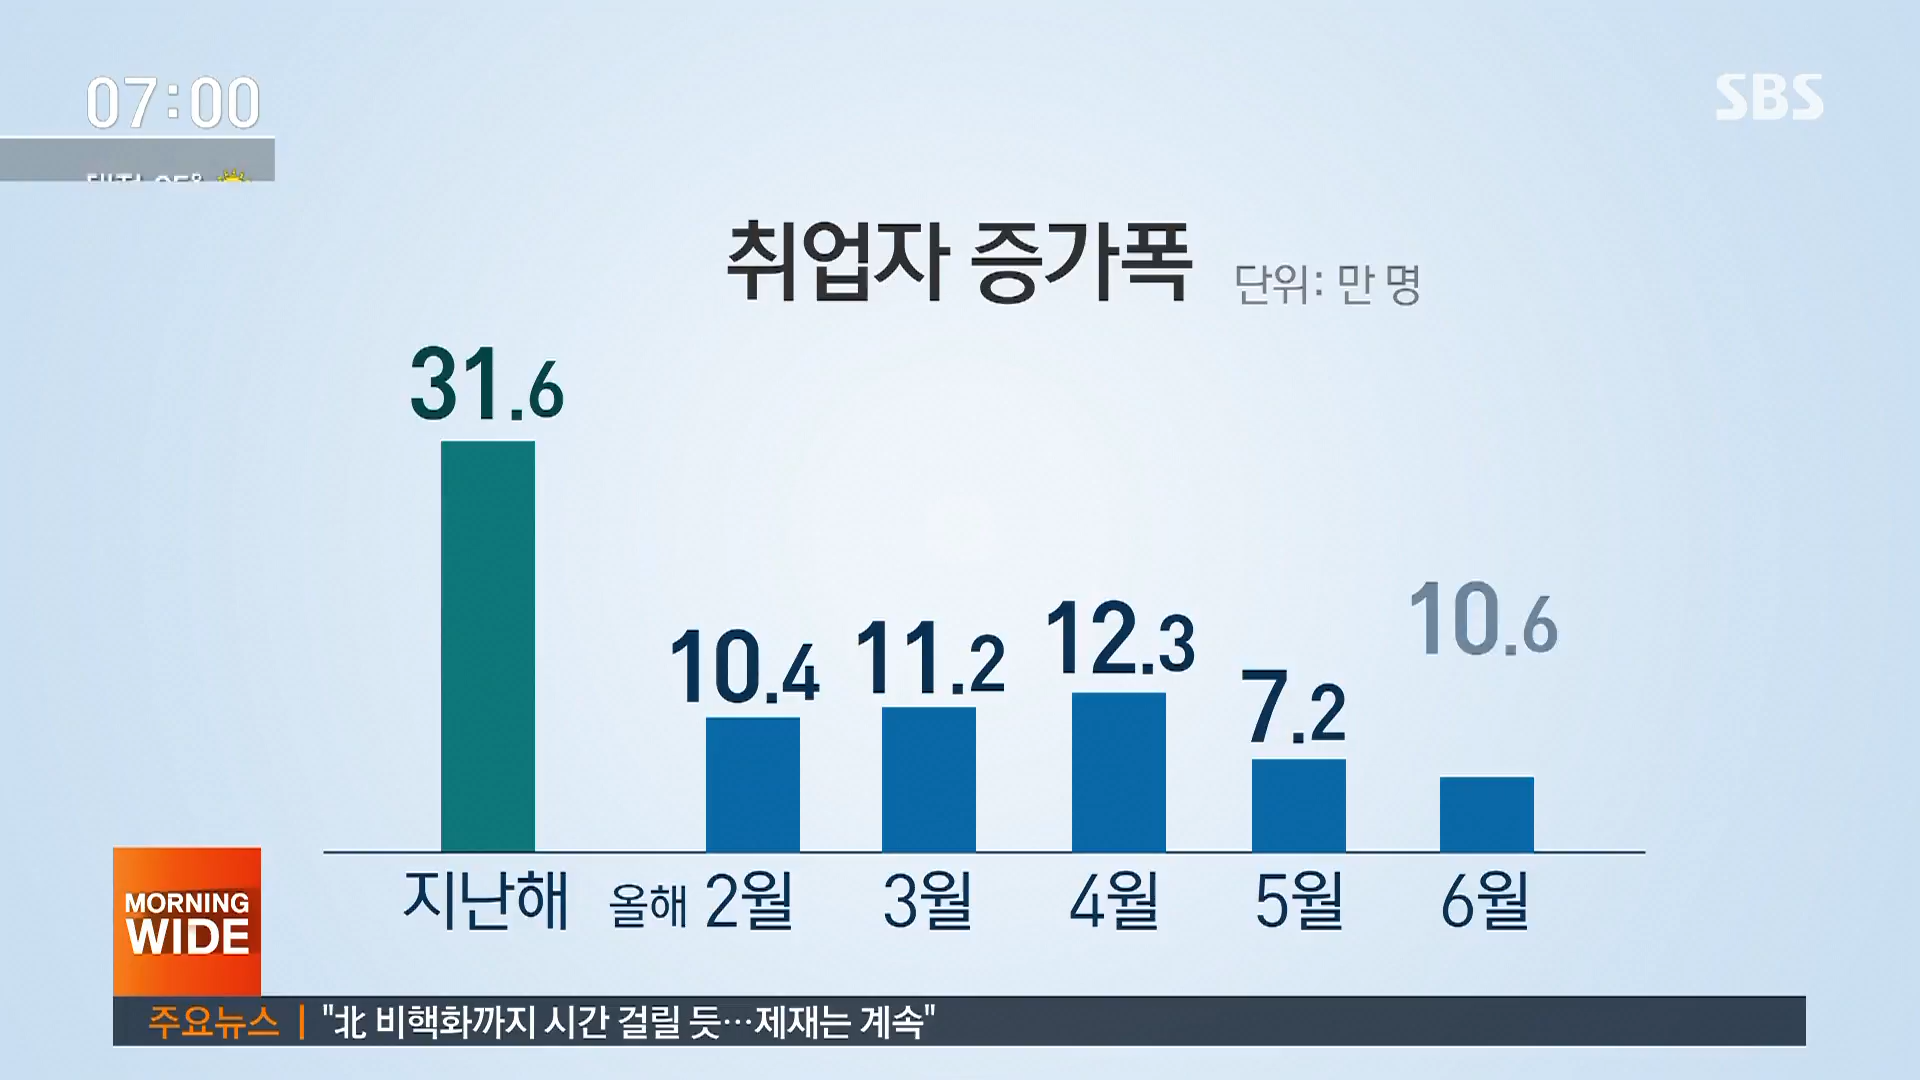 07:00
SBS
취업자 증가폭 단위: 만 명
31.6
10.4
11.2
12.3
7.2
10.6
지난해
올해 2월
3월
4월
5월
6월
MORNING
WIDE
주요뉴스 | "北 비핵화까지 시간 걸릴 듯…제재는 계속"